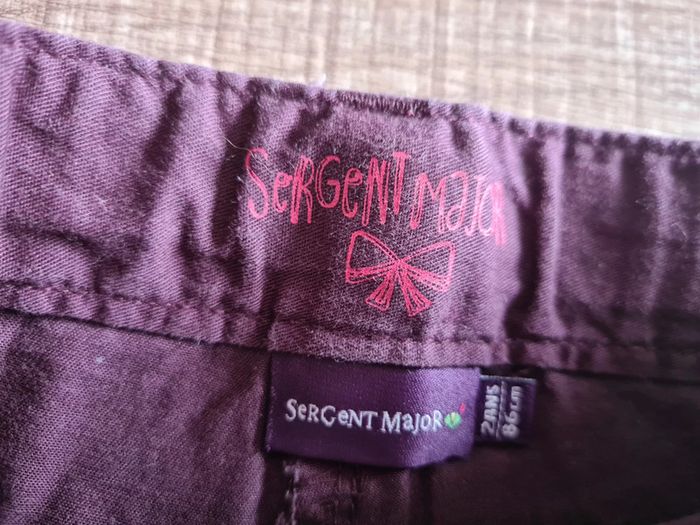 SeRGeNT MaJOR
SeRGeNT MaJoR
2ANS
86cm